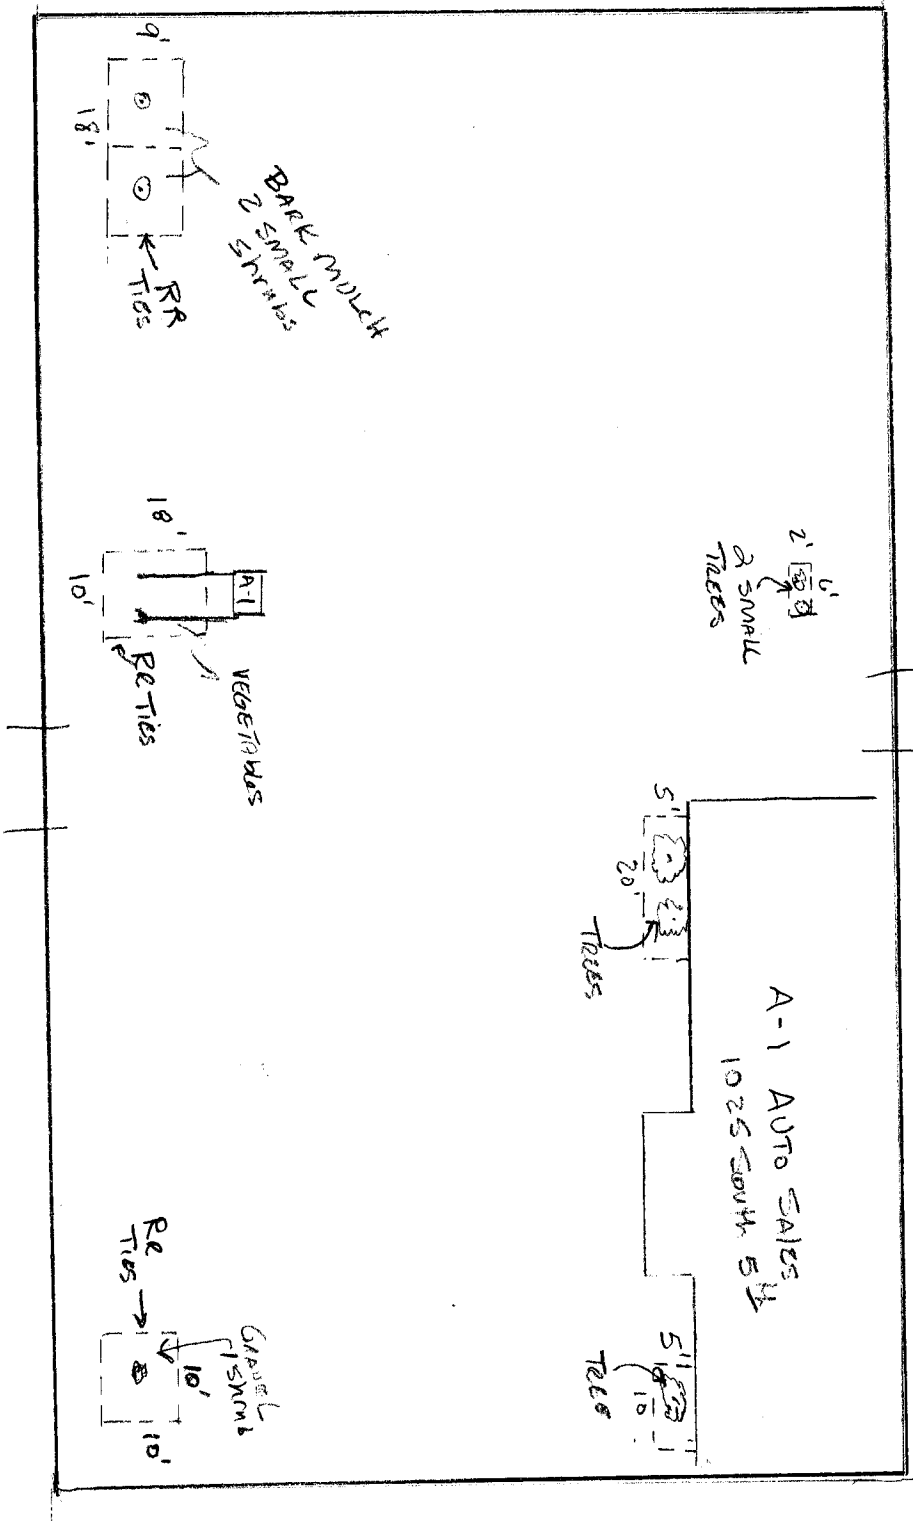 9'
18'
BARK MULCH
2 SMALL
Shrubs
RR
TIES
18'
10'
A-1
RR Ties
VEGETAbles
2'
6'
2 SMALL
TREES
5'
20'
TREES
A-1 AUTO SALES
1025 South 5th
RR
Ties
GRAVEL
1 Shrub
10'
10'
5'
10
TREE